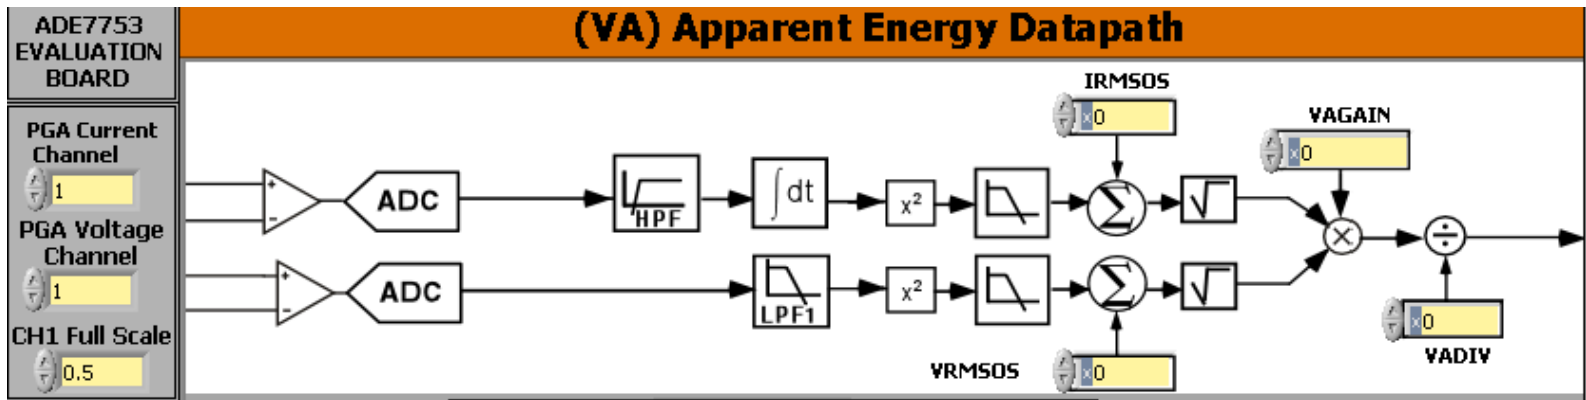 ADE7753
EVALUATION
BOARD
(VA) Apparent Energy Datapath
PGA Current
Channel
1
PGA Voltage
Channel
1
CH1 Full Scale
0.5
IRMSOS
x0
VAGAIN
x0
+
-
ADC
HPF
∫dt
x²
Σ
√
×
÷
+
-
ADC
LPF1
x²
Σ
√
x0
VADIV
VRMSOS
x0